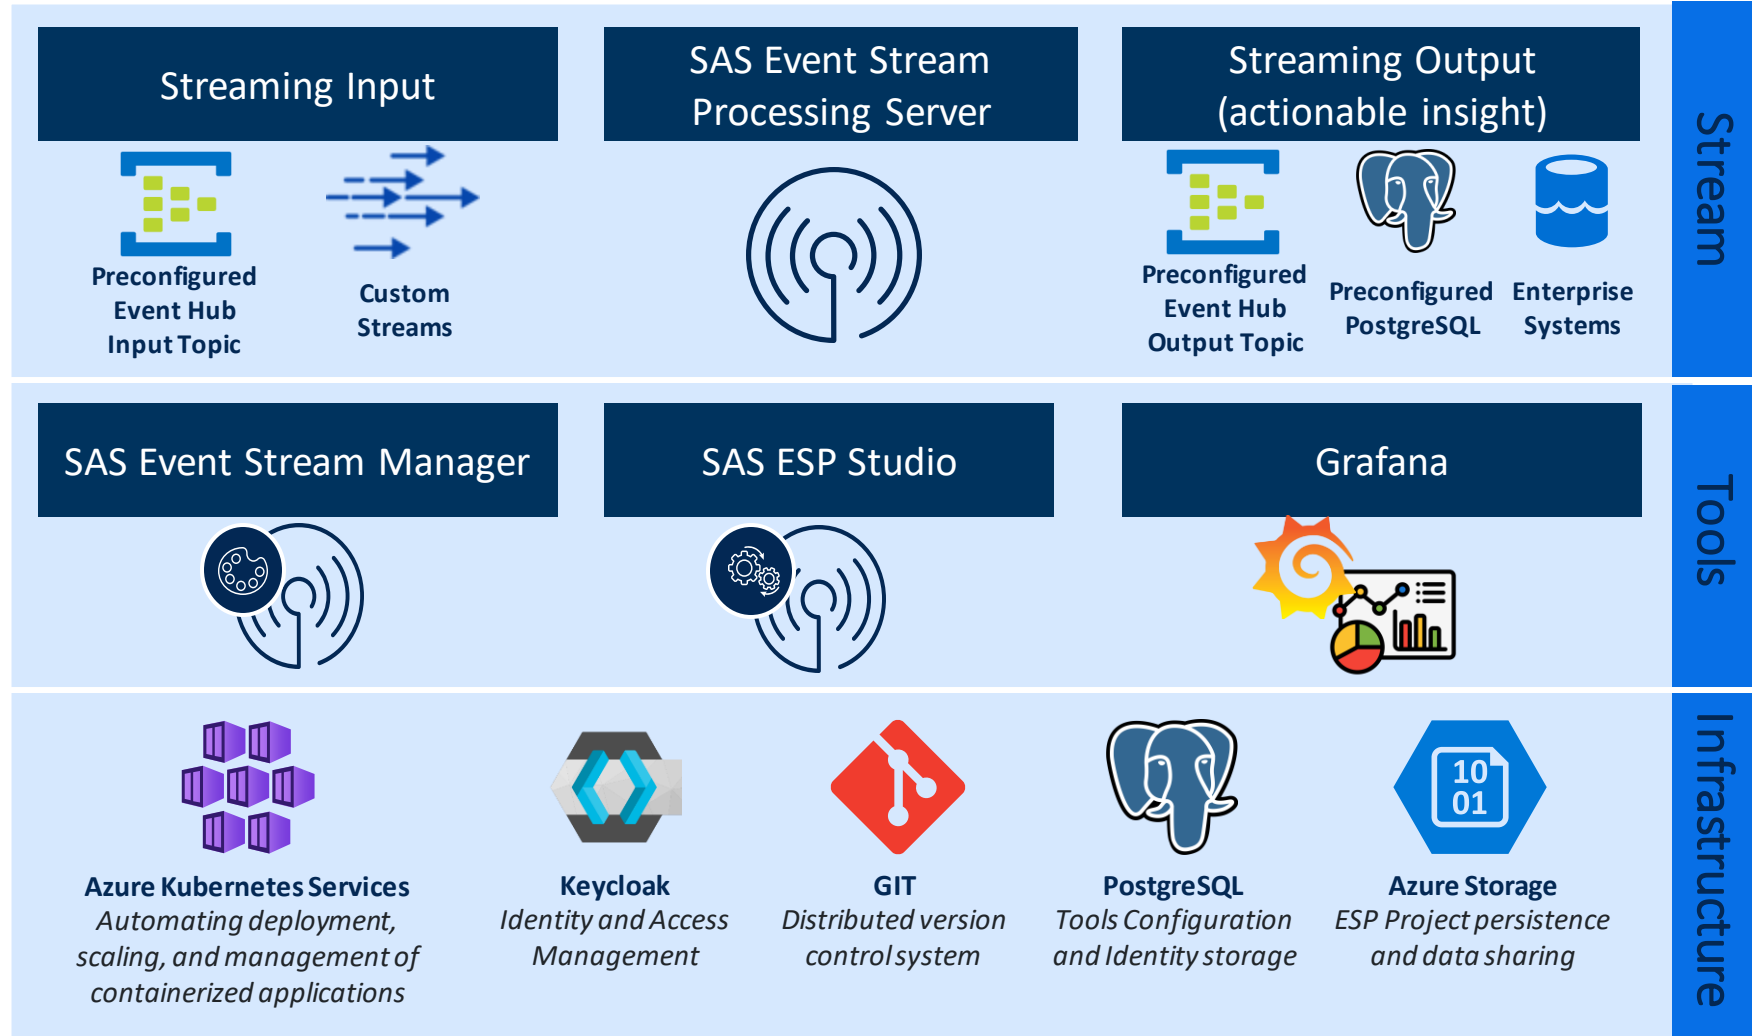 Streaming Input
SAS Event Stream
Processing Server
Streaming Output
(actionable insight)
Preconfigured
Event Hub
Input Topic
Custom
Streams
Preconfigured
Event Hub
Output Topic
Preconfigured
PostgreSQL
Enterprise
Systems
Stream
SAS Event Stream Manager
SAS ESP Studio
Grafana
Tools
10
01
Azure Kubernetes Services
Automating deployment,
scaling, and management of
containerized applications
Keycloak
Identity and Access
Management
GIT
Distributed version
control system
PostgreSQL
Tools Configuration
and Identity storage
Azure Storage
ESP Project persistence
and data sharing
Infrastructure